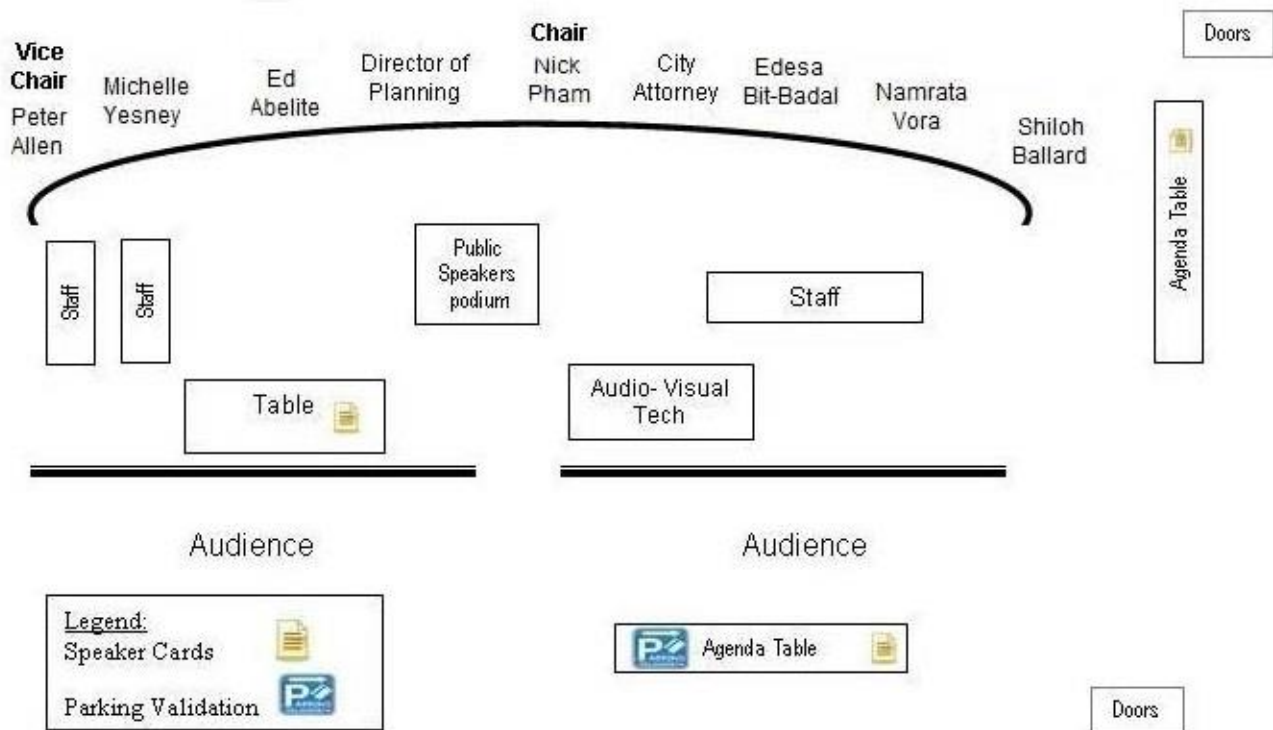 Vice
Chair
Peter
Allen
Michelle
Yesney
Ed
Abelite
Director of
Planning
Chair
Nick
Pham
City
Attorney
Edesa
Bit-Badal
Namrata
Vora
Shiloh
Ballard
Doors
Agenda Table
Staff
Staff
Public
Speakers
podium
Staff
Table
Audio- Visual
Tech
Audience
Audience
Legend:
Speaker Cards
Parking Validation
P
P
Agenda Table
Doors